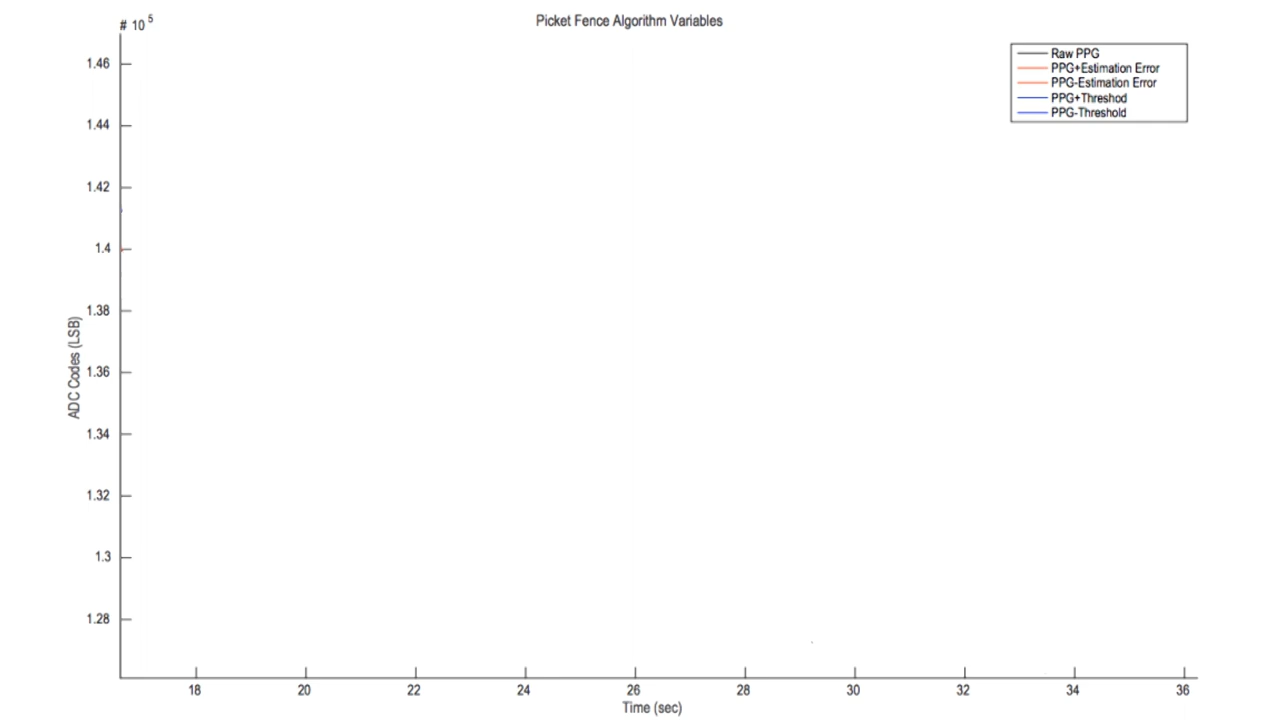 # 10 5
Picket Fence Algorithm Variables
Raw PPG
PPG+Estimation Error
PPG-Estimation Error
PPG+Threshod
PPG-Threshold
1.46
1.44
1.42
1.4
1.38
1.36
1.34
1.32
1.3
1.28
ADC Codes (LSB)
18 20 22 24 26 28 30 32 34 36
Time (sec)